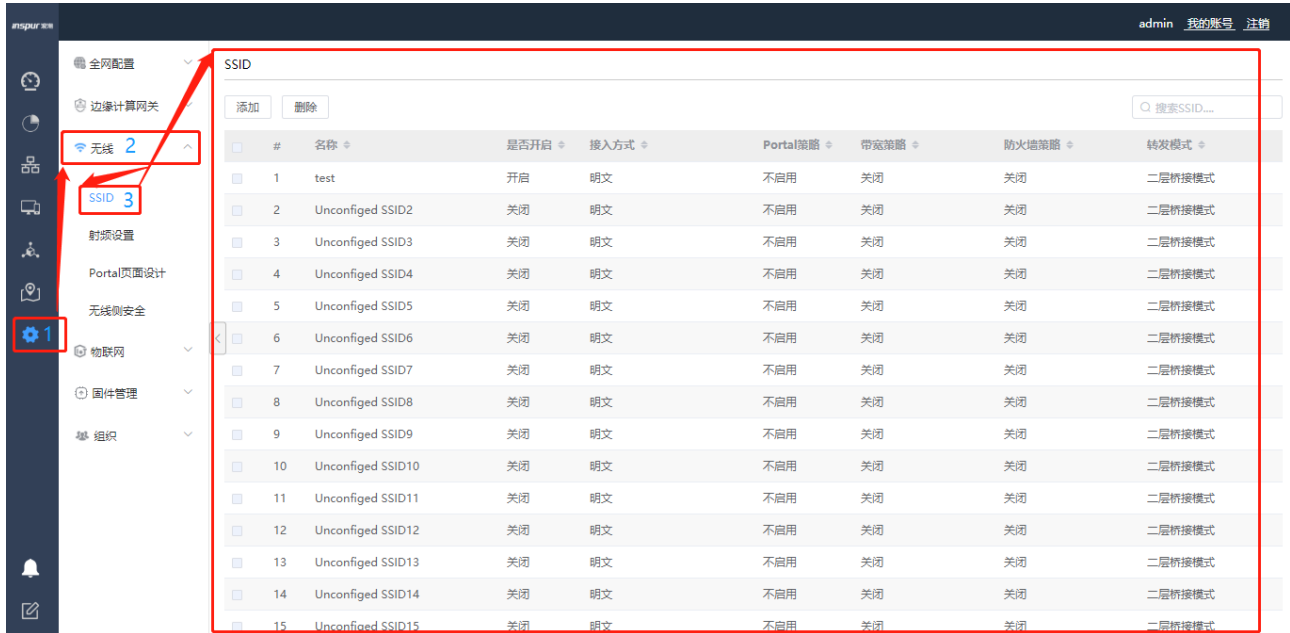 inspur 浪潮
admin 我的账号 注销
全网配置
边缘计算网关
无线 2
SSID 3
射频设置
Portal页面设计
无线侧安全
1
物联网
固件管理
组织
SSID
添加 删除 搜索SSID....
# 名称 是否开启 接入方式 Portal策略 带宽策略 防火墙策略 转发模式
1 test 开启 明文 不启用 关闭 关闭 二层桥接模式
2 Unconfiged SSID2 关闭 明文 不启用 关闭 关闭 二层桥接模式
3 Unconfiged SSID3 关闭 明文 不启用 关闭 关闭 二层桥接模式
4 Unconfiged SSID4 关闭 明文 不启用 关闭 关闭 二层桥接模式
5 Unconfiged SSID5 关闭 明文 不启用 关闭 关闭 二层桥接模式
6 Unconfiged SSID6 关闭 明文 不启用 关闭 关闭 二层桥接模式
7 Unconfiged SSID7 关闭 明文 不启用 关闭 关闭 二层桥接模式
8 Unconfiged SSID8 关闭 明文 不启用 关闭 关闭 二层桥接模式
9 Unconfiged SSID9 关闭 明文 不启用 关闭 关闭 二层桥接模式
10 Unconfiged SSID10 关闭 明文 不启用 关闭 关闭 二层桥接模式
11 Unconfiged SSID11 关闭 明文 不启用 关闭 关闭 二层桥接模式
12 Unconfiged SSID12 关闭 明文 不启用 关闭 关闭 二层桥接模式
13 Unconfiged SSID13 关闭 明文 不启用 关闭 关闭 二层桥接模式
14 Unconfiged SSID14 关闭 明文 不启用 关闭 关闭 二层桥接模式
15 Unconfiged SSID15 关闭 明文 不启用 关闭 关闭 二层桥接模式